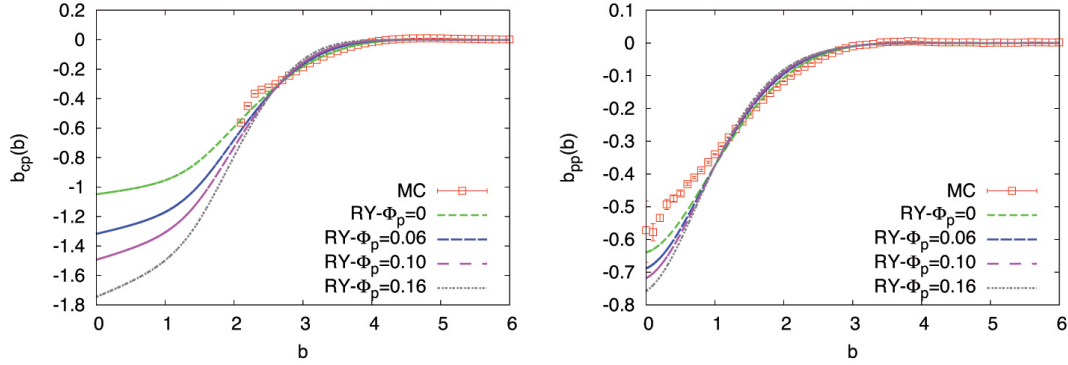 0.2
0
-0.2
-0.4
-0.6
-0.8
-1
-1.2
-1.4
-1.6
-1.8
b_cp(b)
MC
RY-Φ_p=0
RY-Φ_p=0.06
RY-Φ_p=0.10
RY-Φ_p=0.16
0 1 2 3 4 5 6
b
0.1
0
-0.1
-0.2
-0.3
-0.4
-0.5
-0.6
-0.7
-0.8
b_pp(b)
MC
RY-Φ_p=0
RY-Φ_p=0.06
RY-Φ_p=0.10
RY-Φ_p=0.16
0 1 2 3 4 5 6
b